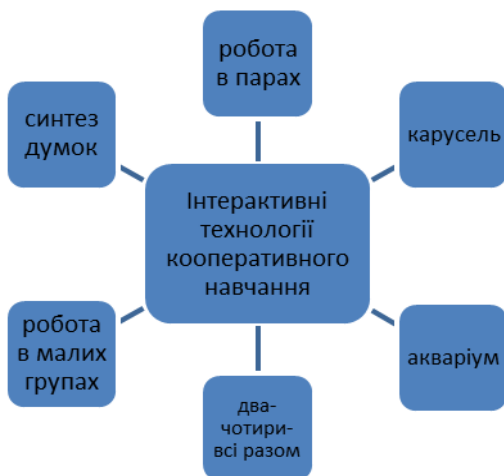 робота
в парах
синтез
думок
карусель
Інтерактивні
технології
кооперативного
навчання
робота
в малих
групах
акваріум
два-
чотири-
всі разом